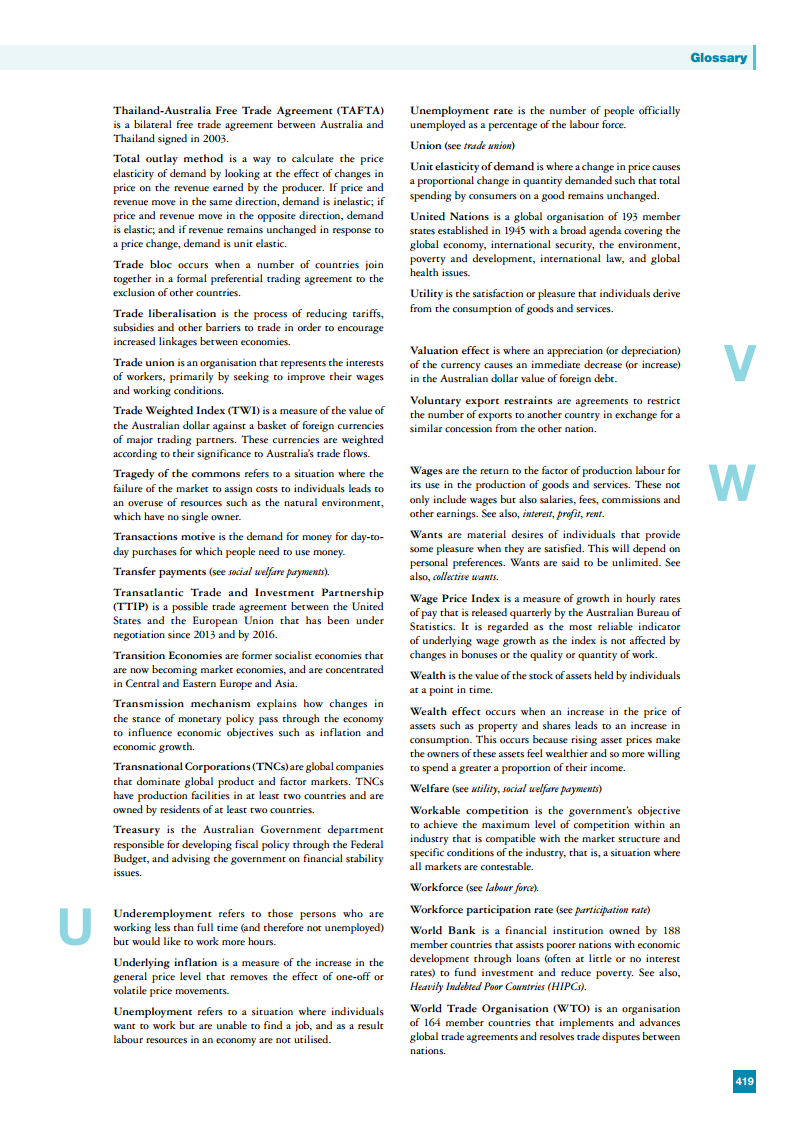 Glossary
Thailand-Australia Free Trade Agreement (TAFTA)
is a bilateral free trade agreement between Australia and
Thailand signed in 2003.
Total outlay method is a way to calculate the price
elasticity of demand by looking at the effect of changes in
price on the revenue earned by the producer. If price and
revenue move in the same direction, demand is inelastic; if
price and revenue move in the opposite direction, demand
is elastic; and if revenue remains unchanged in response to
a price change, demand is unit elastic.
Trade bloc occurs when a number of countries join
together in a formal preferential trading agreement to the
exclusion of other countries.
Trade liberalisation is the process of reducing tariffs,
subsidies and other barriers to trade in order to encourage
increased linkages between economies.
Trade union is an organisation that represents the interests
of workers, primarily by seeking to improve their wages
and working conditions.
Trade Weighted Index (TWI) is a measure of the value of
the Australian dollar against a basket of foreign currencies
of major trading partners. These currencies are weighted
according to their significance to Australia's trade flows.
Tragedy of the commons refers to a situation where the
failure of the market to assign costs to individuals leads to
an overuse of resources such as the natural environment,
which have no single owner.
Transactions motive is the demand for money for day-to-
day purchases for which people need to use money.
Transfer payments (see social welfare payments).
Transatlantic Trade and Investment Partnership
(TTIP) is a possible trade agreement between the United
States and the European Union that has been under
negotiation since 2013 and by 2016.
Transition Economies are former socialist economies that
are now becoming market economies, and are concentrated
in Central and Eastern Europe and Asia.
Transmission mechanism explains how changes in
the stance of monetary policy pass through the economy
to influence economic objectives such as inflation and
economic growth.
Transnational Corporations (TNCs) are global companies
that dominate global product and factor markets. TNCs
have production facilities in at least two countries and are
owned by residents of at least two countries.
Treasury is the Australian Government department
responsible for developing fiscal policy through the Federal
Budget, and advising the government on financial stability
issues.
U
Underemployment refers to those persons who are
working less than full time (and therefore not unemployed)
but would like to work more hours.
Underlying inflation is a measure of the increase in the
general price level that removes the effect of one-off or
volatile price movements.
Unemployment refers to a situation where individuals
want to work but are unable to find a job, and as a result
labour resources in an economy are not utilised.
Unemployment rate is the number of people officially
unemployed as a percentage of the labour force.
Union (see trade union)
Unit elasticity of demand is where a change in price causes
a proportional change in quantity demanded such that total
spending by consumers on a good remains unchanged.
United Nations is a global organisation of 193 member
states established in 1945 with a broad agenda covering the
global economy, international security, the environment,
poverty and development, international law, and global
health issues.
Utility is the satisfaction or pleasure that individuals derive
from the consumption of goods and services.
V
Valuation effect is where an appreciation (or depreciation)
of the currency causes an immediate decrease (or increase)
in the Australian dollar value of foreign debt.
Voluntary export restraints are agreements to restrict
the number of exports to another country in exchange for a
similar concession from the other nation.
W
Wages are the return to the factor of production labour for
its use in the production of goods and services. These not
only include wages but also salaries, fees, commissions and
other earnings. See also, interest, profit, rent.
Wants are material desires of individuals that provide
some pleasure when they are satisfied. This will depend on
personal preferences. Wants are said to be unlimited. See
also, collective wants.
Wage Price Index is a measure of growth in hourly rates
of pay that is released quarterly by the Australian Bureau of
Statistics. It is regarded as the most reliable indicator
of underlying wage growth as the index is not affected by
changes in bonuses or the quality or quantity of work.
Wealth is the value of the stock of assets held by individuals
at a point in time.
Wealth effect occurs when an increase in the price of
assets such as property and shares leads to an increase in
consumption. This occurs because rising asset prices make
the owners of these assets feel wealthier and so more willing
to spend a greater a proportion of their income.
Welfare (see utility, social welfare payments)
Workable competition is the government's objective
to achieve the maximum level of competition within an
industry that is compatible with the market structure and
specific conditions of the industry, that is, a situation where
all markets are contestable.
Workforce (see labour force).
Workforce participation rate (see participation rate)
World Bank is a financial institution owned by 188
member countries that assists poorer nations with economic
development through loans (often at little or no interest
rates) to fund investment and reduce poverty. See also,
Heavily Indebted Poor Countries (HIPCs).
World Trade Organisation (WTO) is an organisation
of 164 member countries that implements and advances
global trade agreements and resolves trade disputes between
nations.
419